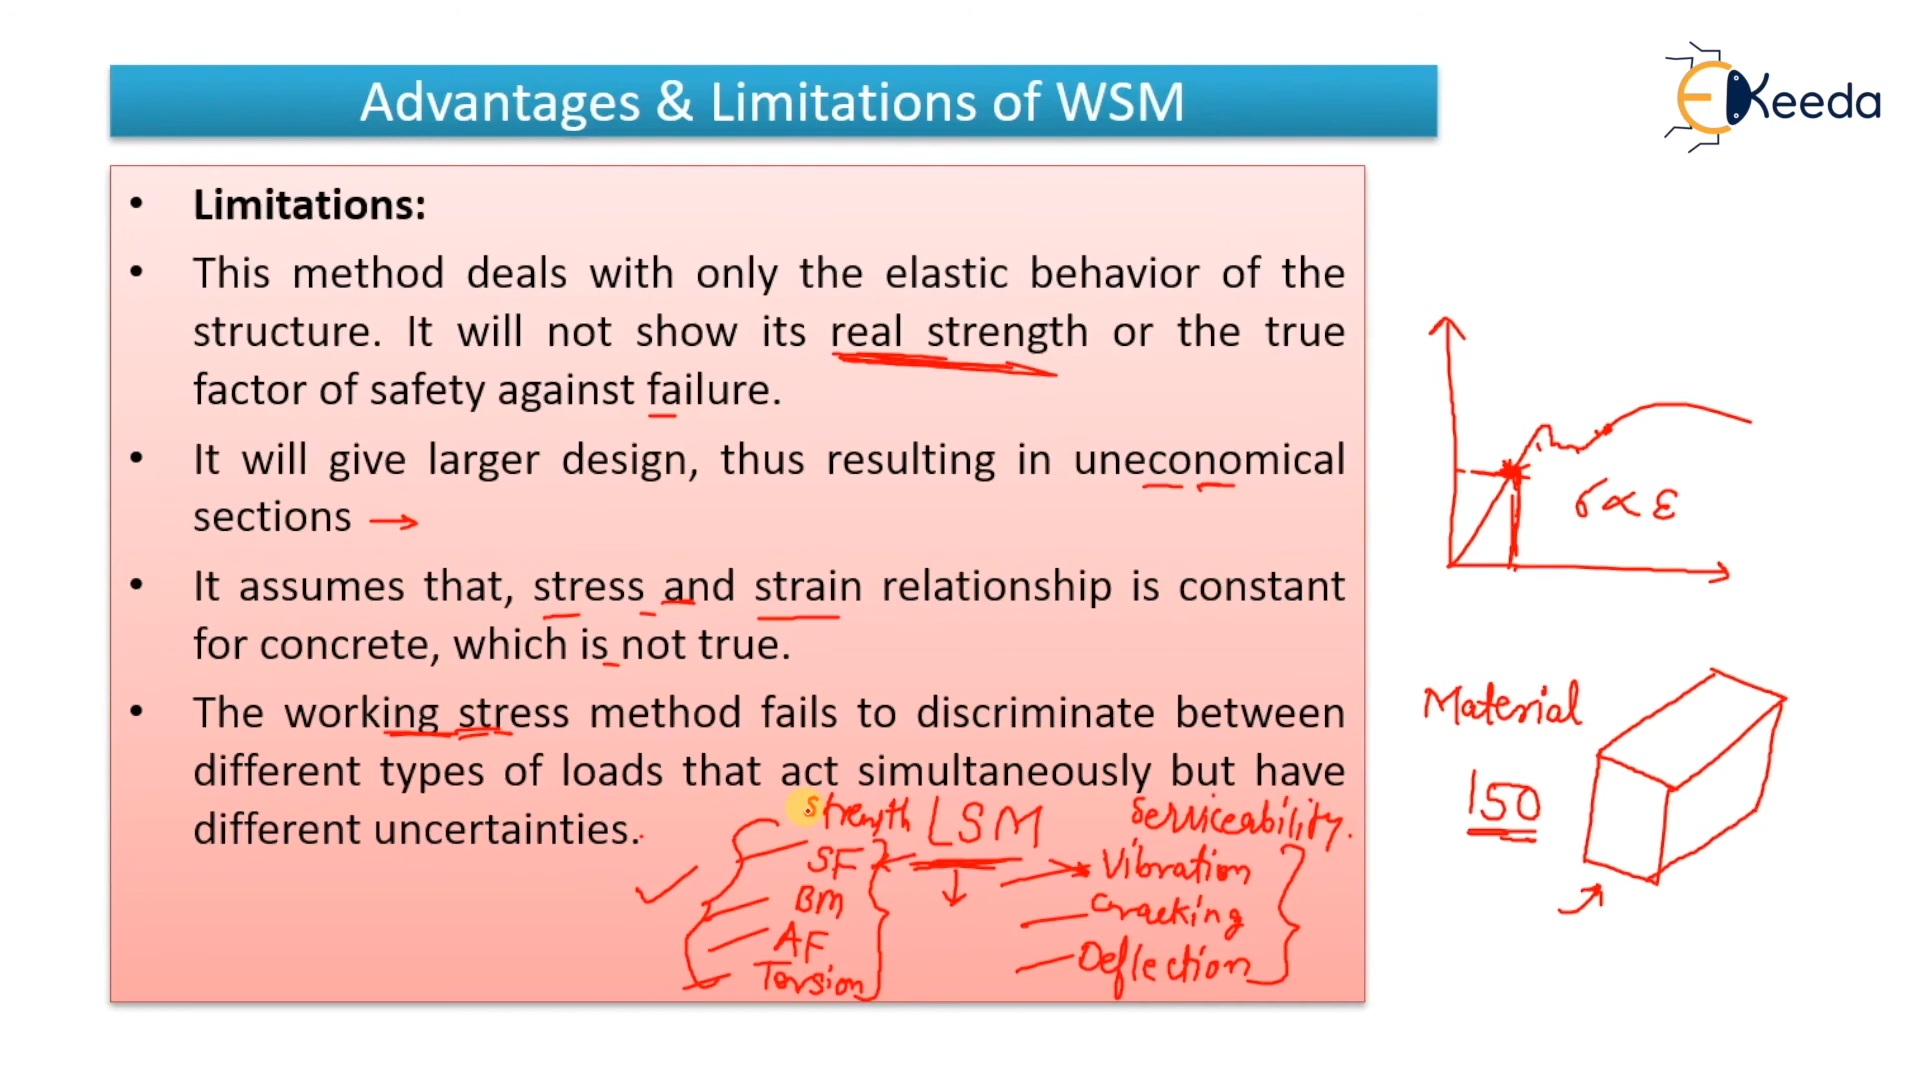 Advantages & Limitations of WSM
EKeeda
• Limitations:
• This method deals with only the elastic behavior of the
structure. It will not show its real strength or the true
factor of safety against failure.
• It will give larger design, thus resulting in uneconomical
sections
• It assumes that, stress and strain relationship is constant
for concrete, which is not true.
• The working stress method fails to discriminate between
different types of loads that act simultaneously but have
different uncertainties.
Strength LSM Serviceability.
SF Vibration
BM Cracking
AF Deflection
Torsion
σ∝ε
Material
150